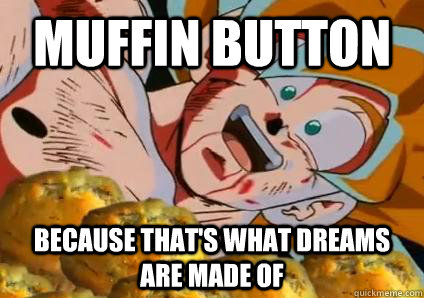 MUFFIN BUTTON
BECAUSE THAT'S WHAT DREAMS
ARE MADE OF
quickmeme.com